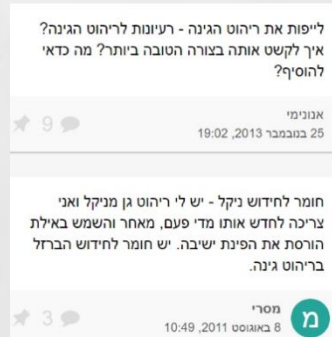 לייפות את ריהוט הגינה - רעיונות לריהוט הגינה?
איך לקשט אותה בצורה הטובה ביותר? מה כדאי
להוסיף?
אנונימי
25 בנובמבר 2013, 19:02
9
חומר לחידוש ניקל - יש לי ריהוט גן מניקל ואני
צריכה לחדש אותו מדי פעם, מאחר והשמש באילת
הורסת את הפינת ישיבה. יש חומר לחידוש הברזל
בריהוט גינה.
מ
מסרי
8 באוגוסט 2011, 10:49
3